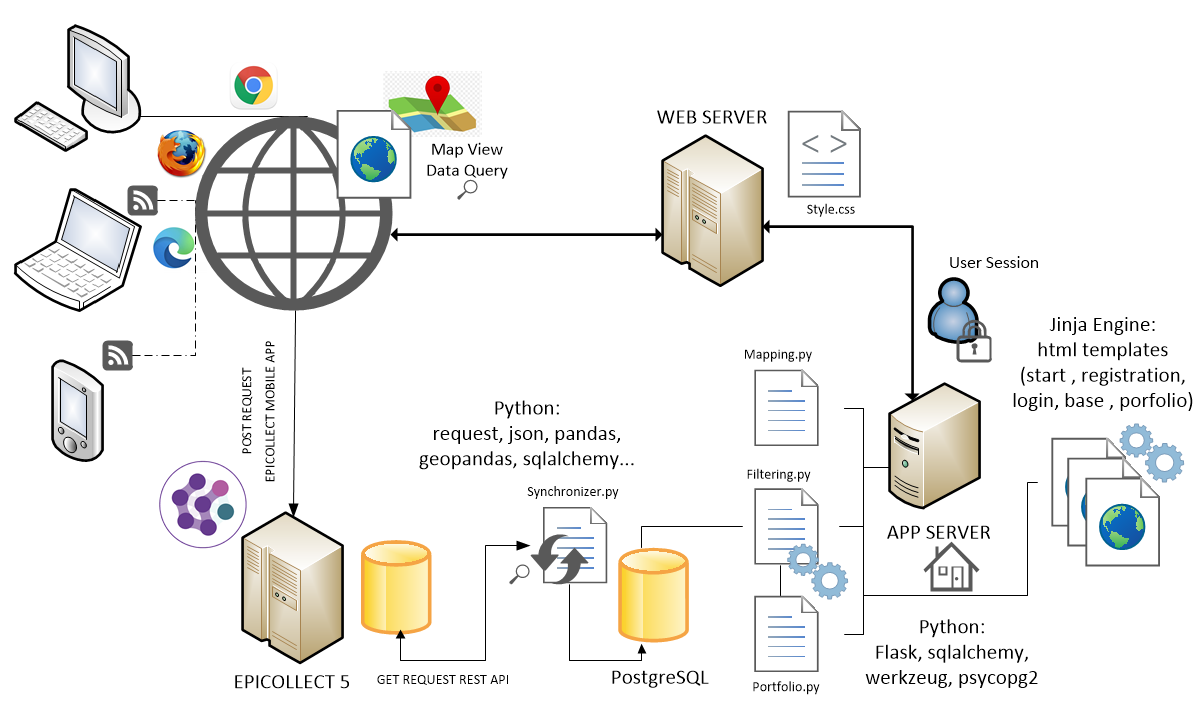 WEB SERVER
Map View
Data Query
Style.css
User Session
Jinja Engine:
html templates
(start , registration,
login, base , porfolio)
POST REQUEST
EPICOLLECT MOBILE APP
Mapping.py
Python:
request, json, pandas,
geopandas, sqlalchemy...
Synchronizer.py
Filtering.py
APP SERVER
Python:
Flask, sqlalchemy,
werkzeug, psycopg2
EPICOLLECT 5
GET REQUEST REST API
PostgreSQL
Portfolio.py